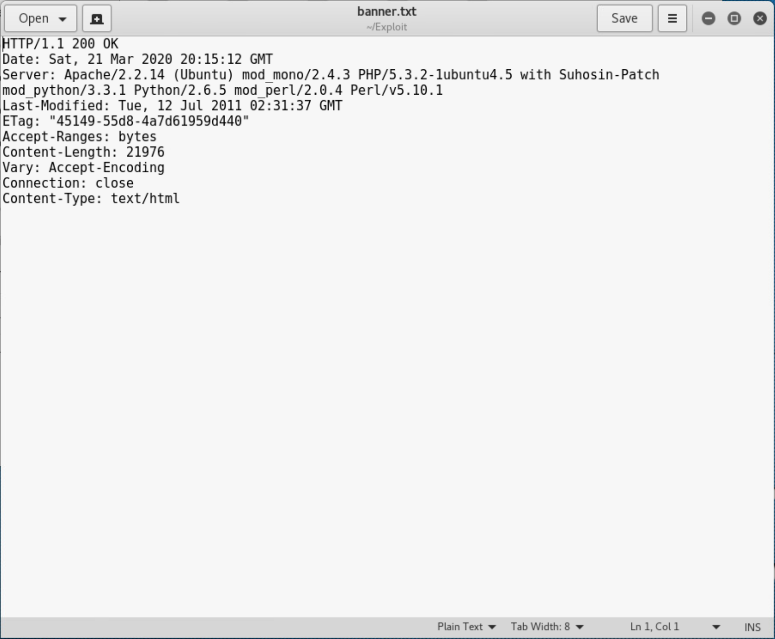 Open
banner.txt
~/Exploit
Save
HTTP/1.1 200 OK
Date: Sat, 21 Mar 2020 20:15:12 GMT
Server: Apache/2.2.14 (Ubuntu) mod_mono/2.4.3 PHP/5.3.2-1ubuntu4.5 with Suhosin-Patch
mod_python/3.3.1 Python/2.6.5 mod_perl/2.0.4 Perl/v5.10.1
Last-Modified: Tue, 12 Jul 2011 02:31:37 GMT
ETag: "45149-55d8-4a7d61959d440"
Accept-Ranges: bytes
Content-Length: 21976
Vary: Accept-Encoding
Connection: close
Content-Type: text/html
Plain Text Tab Width: 8 Ln 1, Col 1 INS